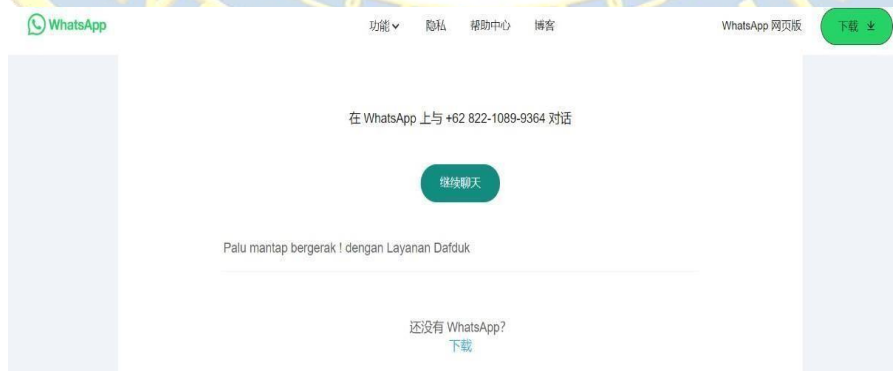 WhatsApp
功能
隐私
帮助中心
博客
WhatsApp 网页版
下载
在 WhatsApp 上与 +62 822-1089-9364 对话
继续聊天
Palu mantap bergerak ! dengan Layanan Dafduk
还没有 WhatsApp?
下载